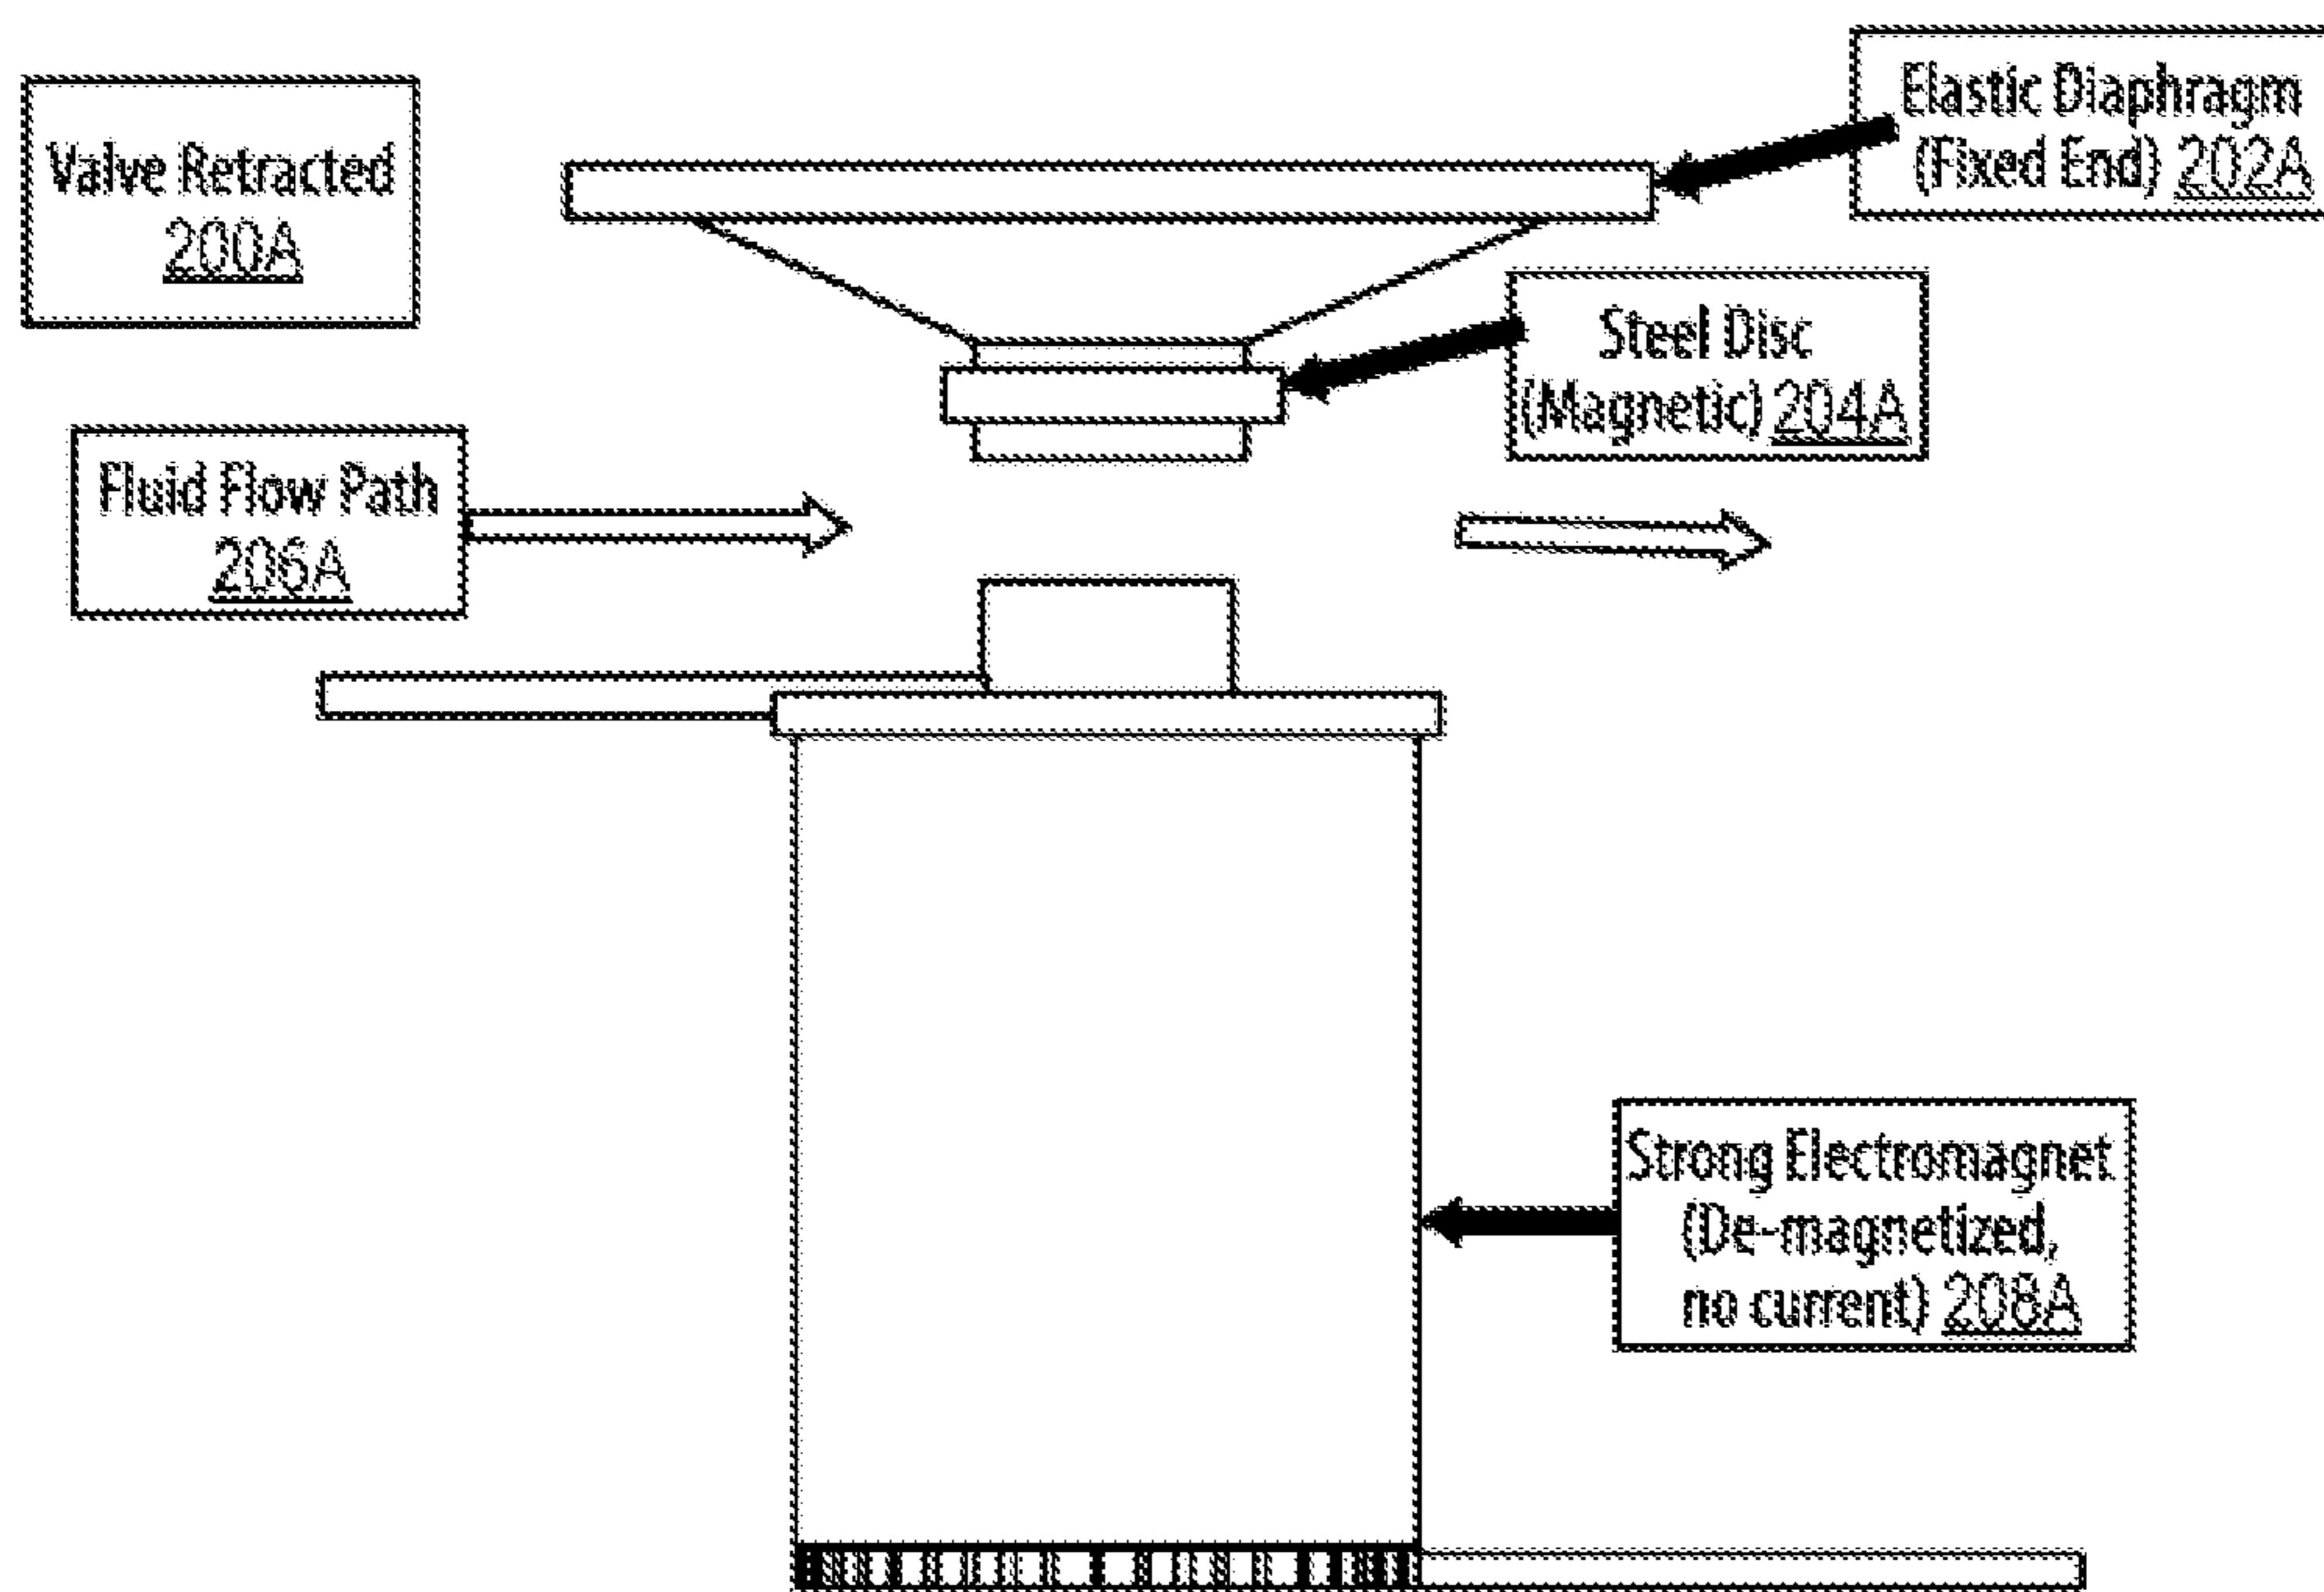 Valve Retracted
200A
Elastic Diaphragm
(Fixed End) 202A
Steel Disc
(Magnetic) 204A
Fluid Flow Path
206A
Strong Electromagnet
(De-magnetized,
no current) 208A